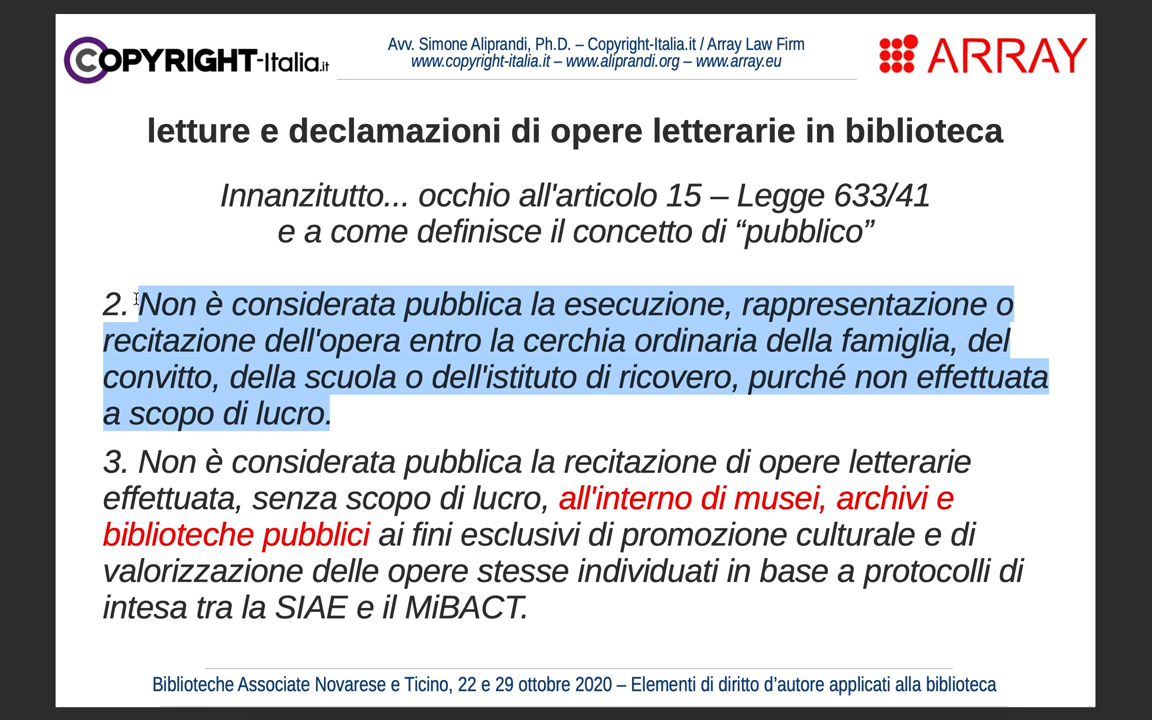 COPYRIGHT-Italia.it
Avv. Simone Aliprandi, Ph.D. – Copyright-Italia.it / Array Law Firm
www.copyright-italia.it – www.aliprandi.org – www.array.eu
ARRAY
letture e declamazioni di opere letterarie in biblioteca
Innanzitutto... occhio all'articolo 15 – Legge 633/41
e a come definisce il concetto di “pubblico”
2. Non è considerata pubblica la esecuzione, rappresentazione o
recitazione dell'opera entro la cerchia ordinaria della famiglia, del
convitto, della scuola o dell'istituto di ricovero, purché non effettuata
a scopo di lucro.
3. Non è considerata pubblica la recitazione di opere letterarie
effettuata, senza scopo di lucro, all'interno di musei, archivi e
biblioteche pubblici ai fini esclusivi di promozione culturale e di
valorizzazione delle opere stesse individuati in base a protocolli di
intesa tra la SIAE e il MiBACT.
Biblioteche Associate Novarese e Ticino, 22 e 29 ottobre 2020 – Elementi di diritto d’autore applicati alla biblioteca